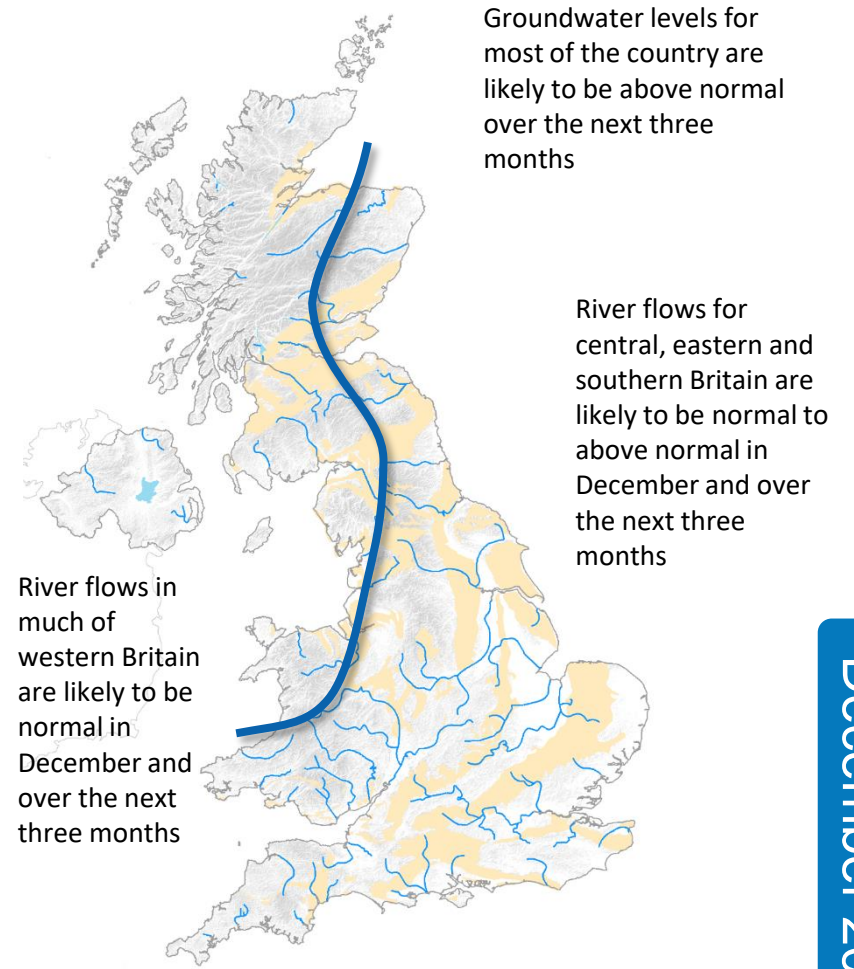 Groundwater levels for
most of the country are
likely to be above normal
over the next three
months
River flows for
central, eastern and
southern Britain are
likely to be normal to
above normal in
December and over
the next three
months
River flows in
much of
western Britain
are likely to be
normal in
December and
over the next
three months
December